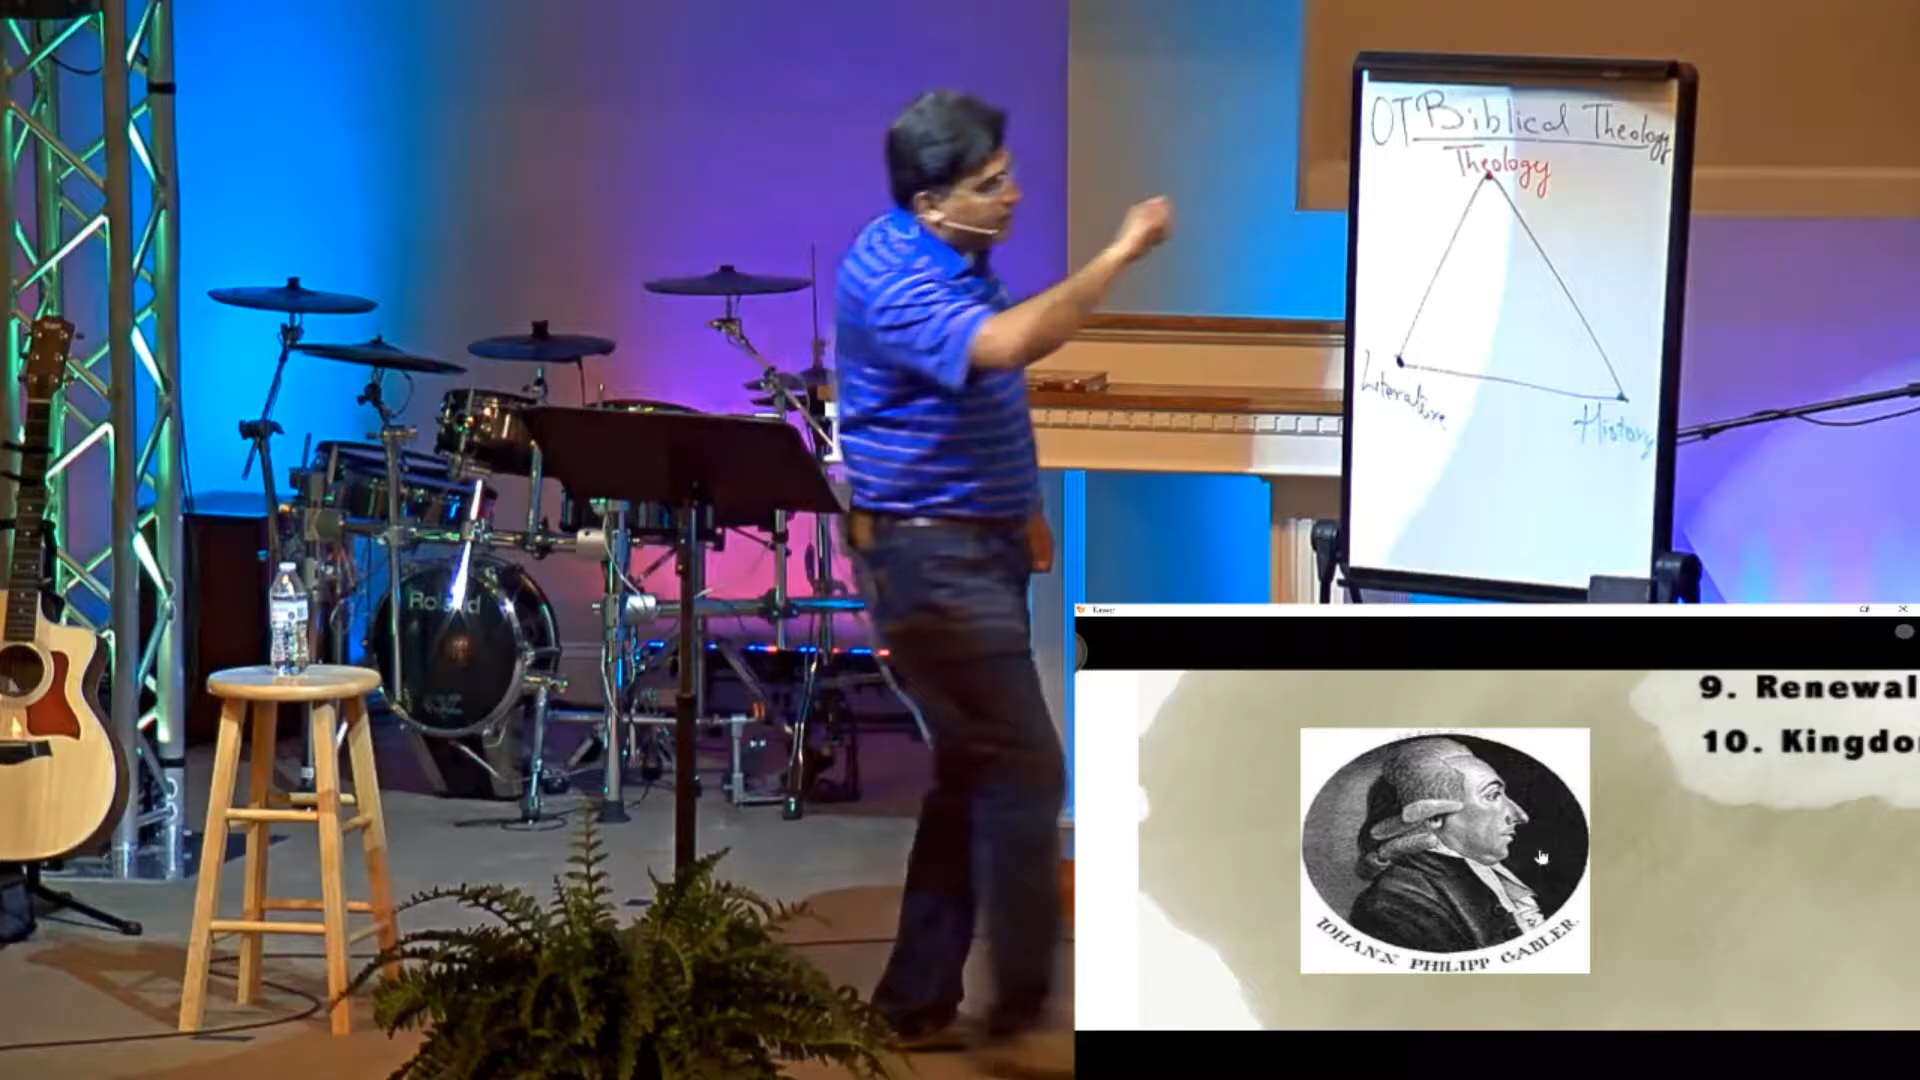 OT Biblical Theology
Theology
Literature
History
Roland
9. Renewal
10. Kingdo
IOHANN PHILIPP GABLER.